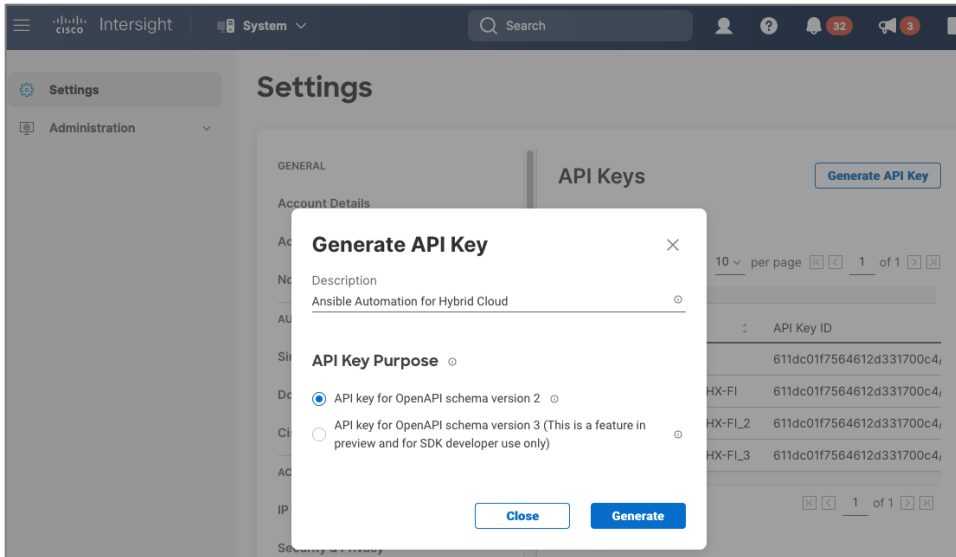 cisco Intersight
System
Search
32
3
Settings
Administration
Settings
GENERAL
Account Details
API Keys
Generate API Key
10 per page 1 of 1
API Key ID
611dc01f7564612d331700c4/
HX-FI 611dc01f7564612d331700c4/
HX-FI_2 611dc01f7564612d331700c4/
HX-FI_3 611dc01f7564612d331700c4/
1 of 1
Generate API Key
Description
Ansible Automation for Hybrid Cloud
API Key Purpose
API key for OpenAPI schema version 2
API key for OpenAPI schema version 3 (This is a feature in
preview and for SDK developer use only)
Close
Generate
AU
AC
IP